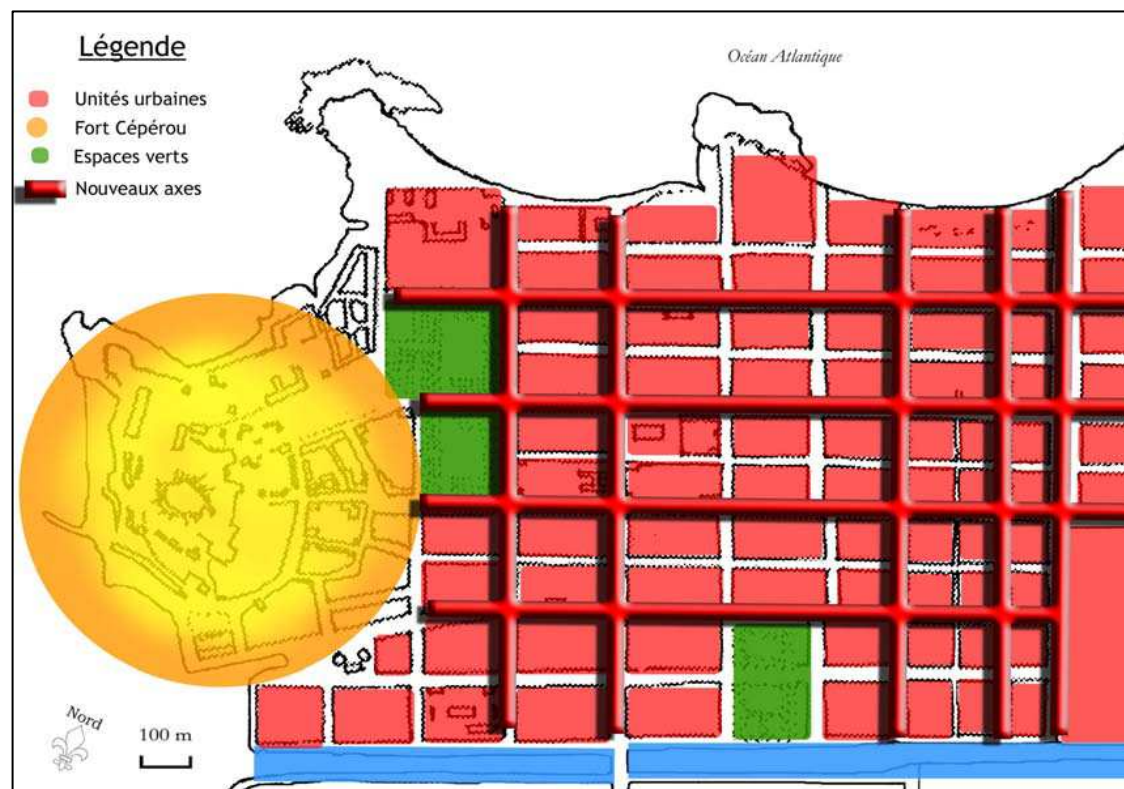 Légende
Unités urbaines
Fort Cépérou
Espaces verts
Nouveaux axes
Océan Atlantique
Nord
100 m